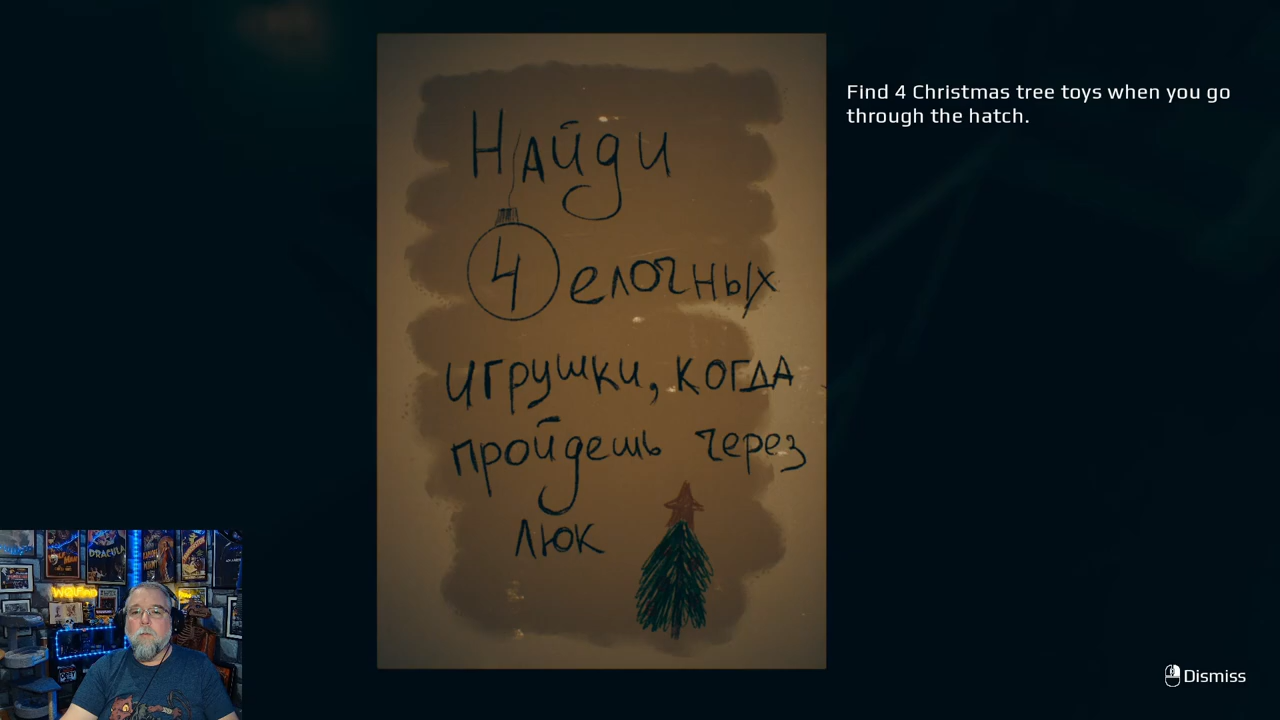 Найди
4 елочных
игрушки, когда
пройдешь через
люк
Find 4 Christmas tree toys when you go
through the hatch.
Dismiss
DRACULA